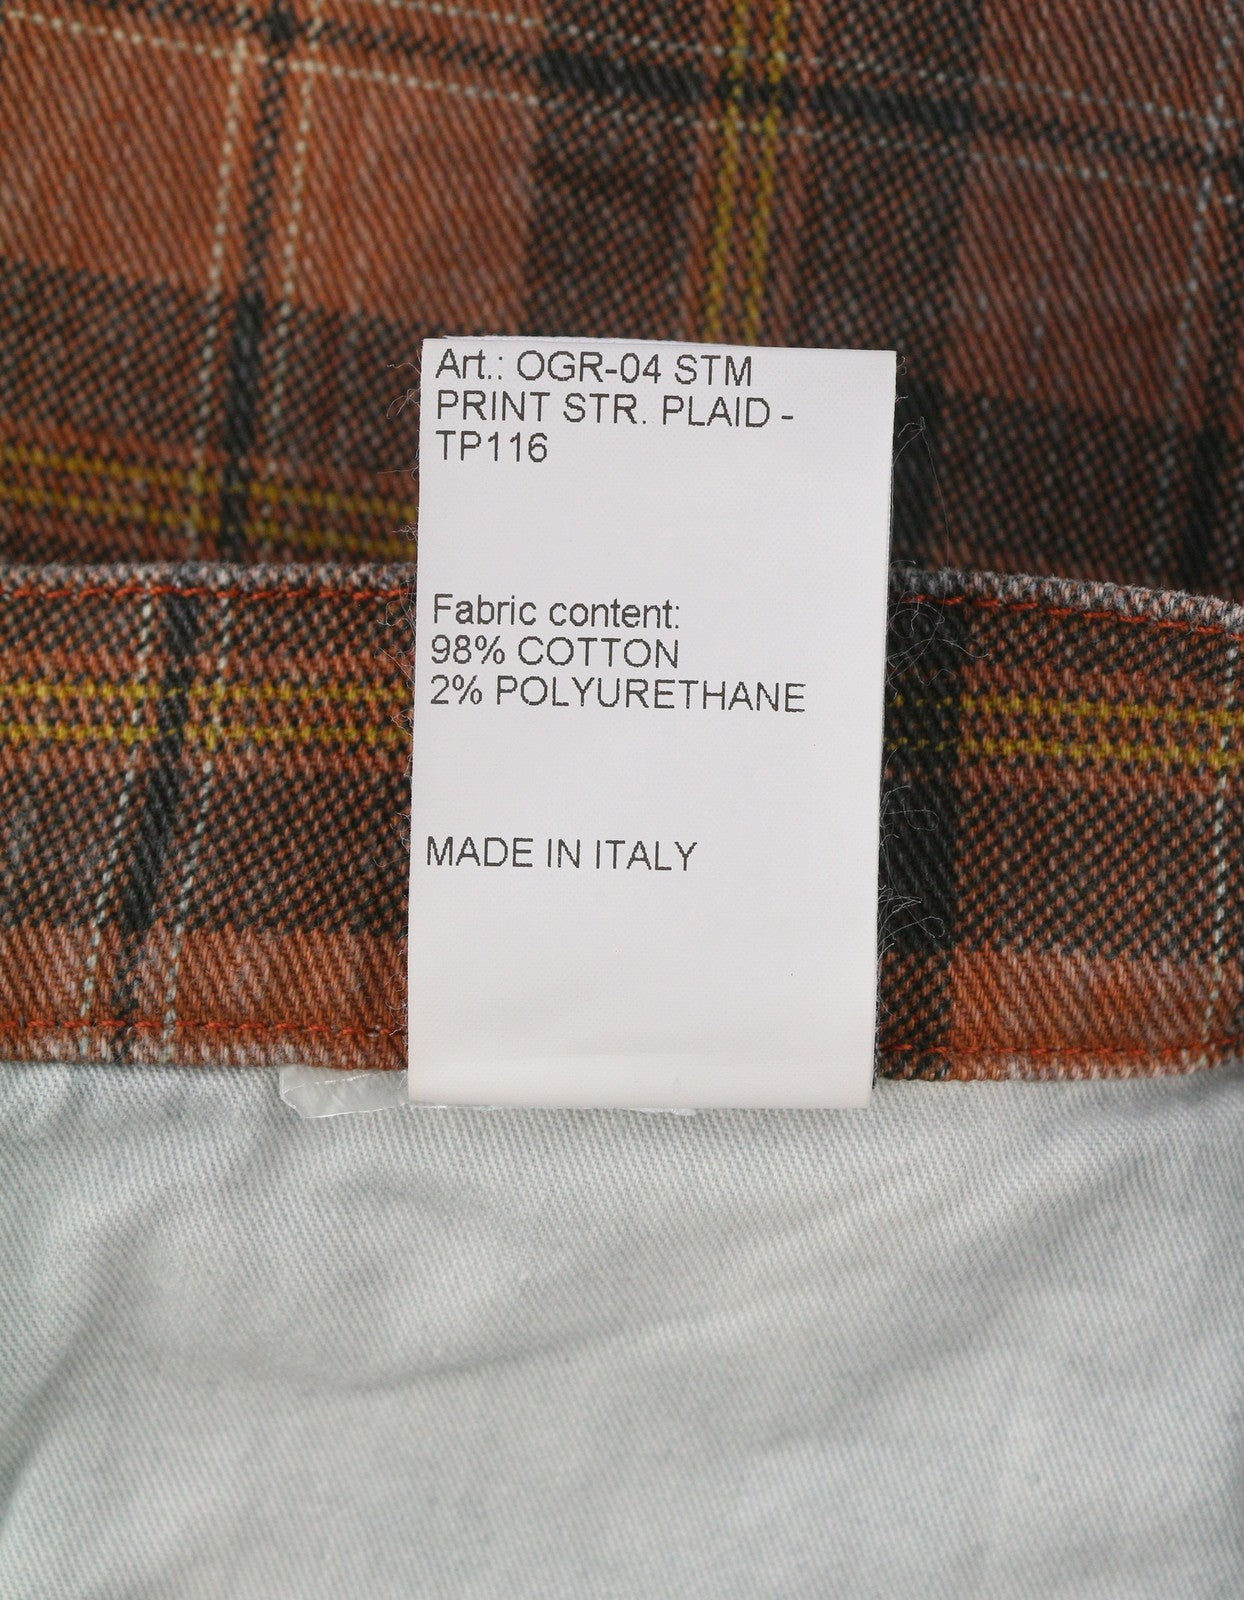 Art.: OGR-04 STM
PRINT STR. PLAID -
TP116
Fabric content:
98% COTTON
2% POLYURETHANE
MADE IN ITALY